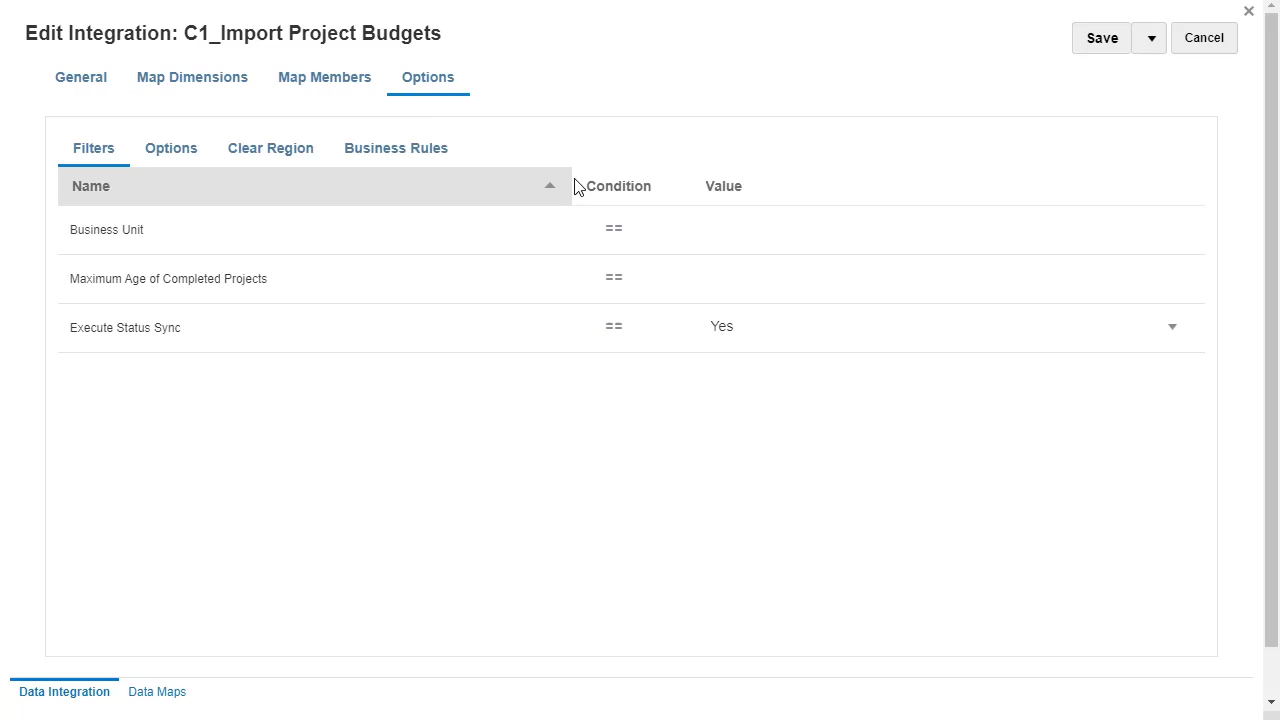 Edit Integration: C1_Import Project Budgets
Save
Cancel
General Map Dimensions Map Members Options
Filters Options Clear Region Business Rules
Name Condition Value
Business Unit ==
Maximum Age of Completed Projects ==
Execute Status Sync == Yes
Data Integration Data Maps